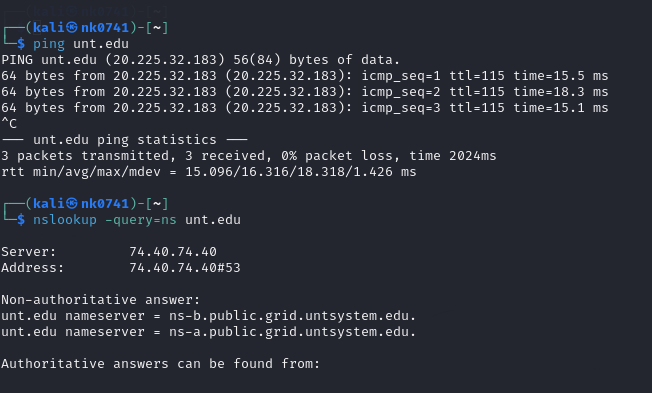 ┌──(kali㉿nk0741)-[~]
└─$ ping unt.edu
PING unt.edu (20.225.32.183) 56(84) bytes of data.
64 bytes from 20.225.32.183 (20.225.32.183): icmp_seq=1 ttl=115 time=15.5 ms
64 bytes from 20.225.32.183 (20.225.32.183): icmp_seq=2 ttl=115 time=18.3 ms
64 bytes from 20.225.32.183 (20.225.32.183): icmp_seq=3 ttl=115 time=15.1 ms
^C
--- unt.edu ping statistics ---
3 packets transmitted, 3 received, 0% packet loss, time 2024ms
rtt min/avg/max/mdev = 15.096/16.316/18.318/1.426 ms
┌──(kali㉿nk0741)-[~]
└─$ nslookup -query=ns unt.edu
Server: 74.40.74.40
Address: 74.40.74.40#53
Non-authoritative answer:
unt.edu nameserver = ns-b.public.grid.untsystem.edu.
unt.edu nameserver = ns-a.public.grid.untsystem.edu.
Authoritative answers can be found from: